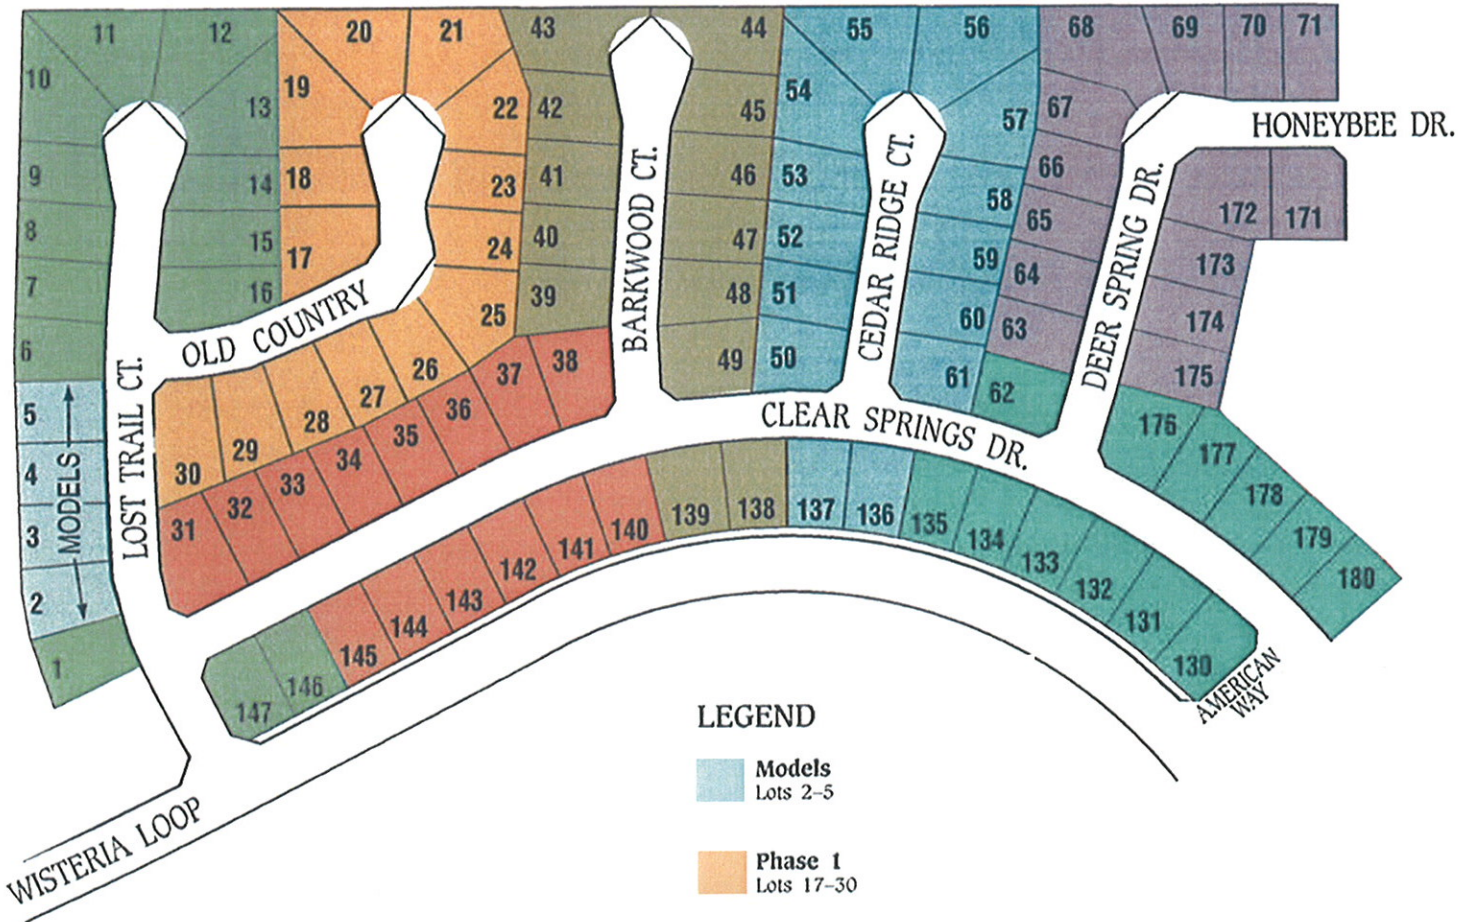 11 12 20 21 43 44 55 56 68 69 70 71
10 13 19 22 42 45 54 57 67 HONEYBEE DR.
9 14 18 23 41 46 53 58 66
8 15 17 24 40 47 52 59 65 172 171
7 16 25 39 48 51 60 64 173
6 26 38 49 50 61 63 174
5 27 37 62 175
4 28 36 176
3 29 35 177
2 30 34 178
1 31 32 33 179
180
LOST TRAIL CT.
OLD COUNTRY
BARKWOOD CT.
CEDAR RIDGE CT.
DEER SPRING DR.
CLEAR SPRINGS DR.
MODELS
147 146 145 144 143 142 141 140 139 138 137 136 135 134 133 132 131 130
AMERICAN
WAY
WISTERIA LOOP
LEGEND
Models
Lots 2–5
Phase 1
Lots 17–30